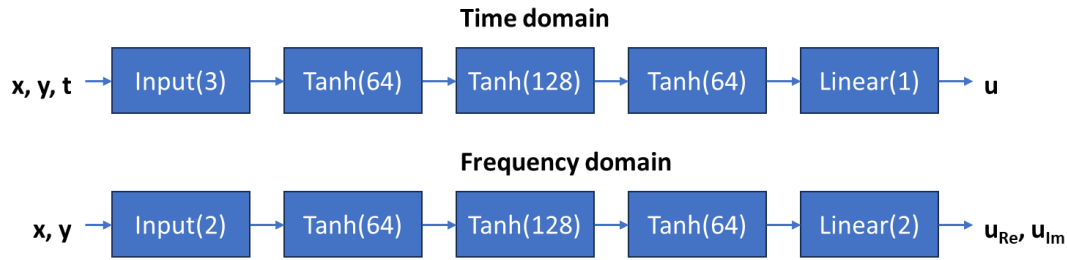 Time domain
x, y, t Input(3) Tanh(64) Tanh(128) Tanh(64) Linear(1) u
Frequency domain
x, y Input(2) Tanh(64) Tanh(128) Tanh(64) Linear(2) uRe, uIm